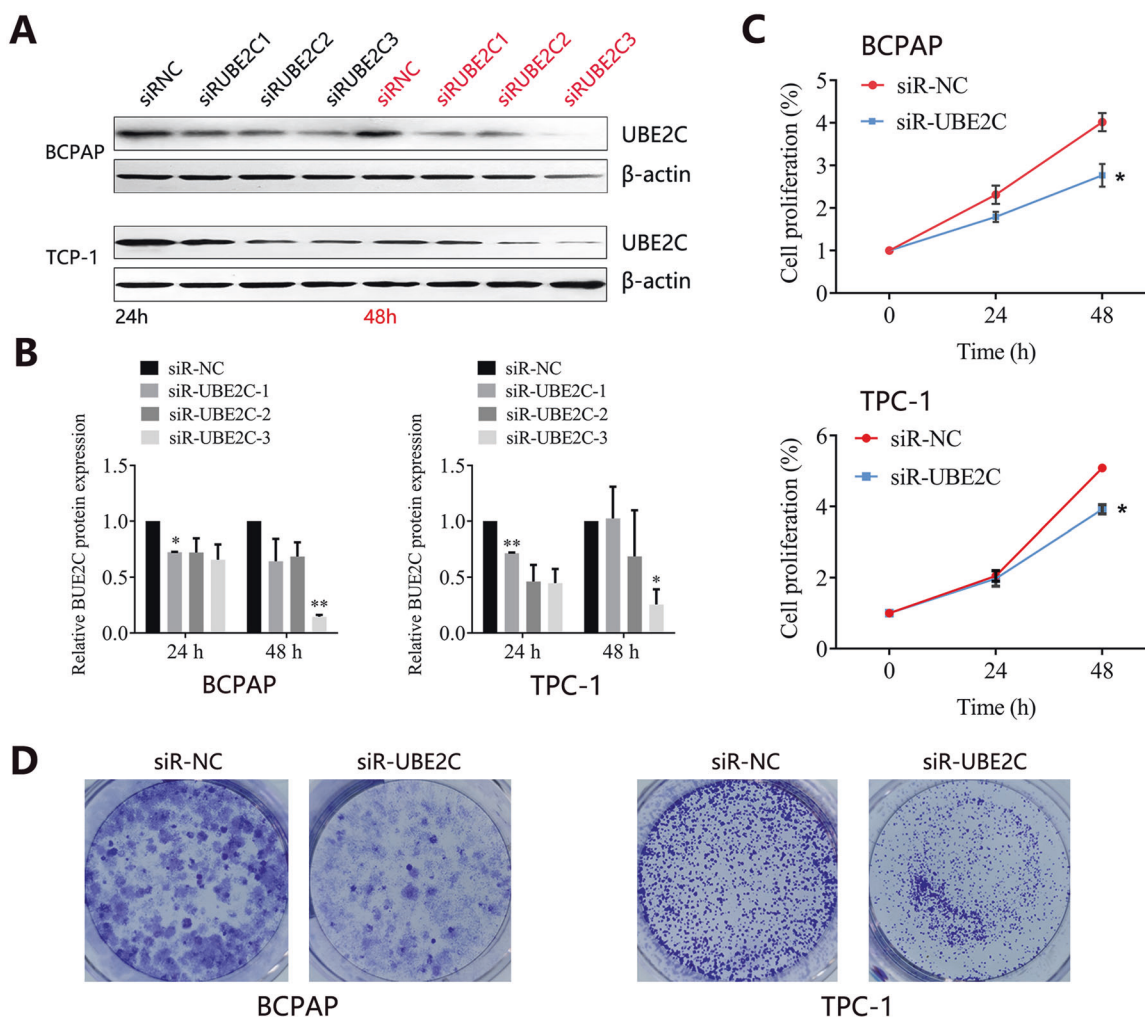 A
siRNC
siRUBE2C1
siRUBE2C2
siRUBE2C3
siRNC
siRUBE2C1
siRUBE2C2
siRUBE2C3
BCPAP
UBE2C
β-actin
TCP-1
UBE2C
β-actin
24h
48h
B
siR-NC
siR-UBE2C-1
siR-UBE2C-2
siR-UBE2C-3
Relative BUE2C protein expression
1.5
1.0
0.5
0.0
*
**
24 h
48 h
BCPAP
siR-NC
siR-UBE2C-1
siR-UBE2C-2
siR-UBE2C-3
Relative BUE2C protein expression
1.5
1.0
0.5
0.0
**
*
24 h
48 h
TPC-1
C
BCPAP
siR-NC
siR-UBE2C
Cell proliferation (%)
5
4
3
2
1
0
*
0
24
48
Time (h)
TPC-1
siR-NC
siR-UBE2C
Cell proliferation (%)
6
4
2
0
*
0
24
48
Time (h)
D
siR-NC
siR-UBE2C
BCPAP
siR-NC
siR-UBE2C
TPC-1